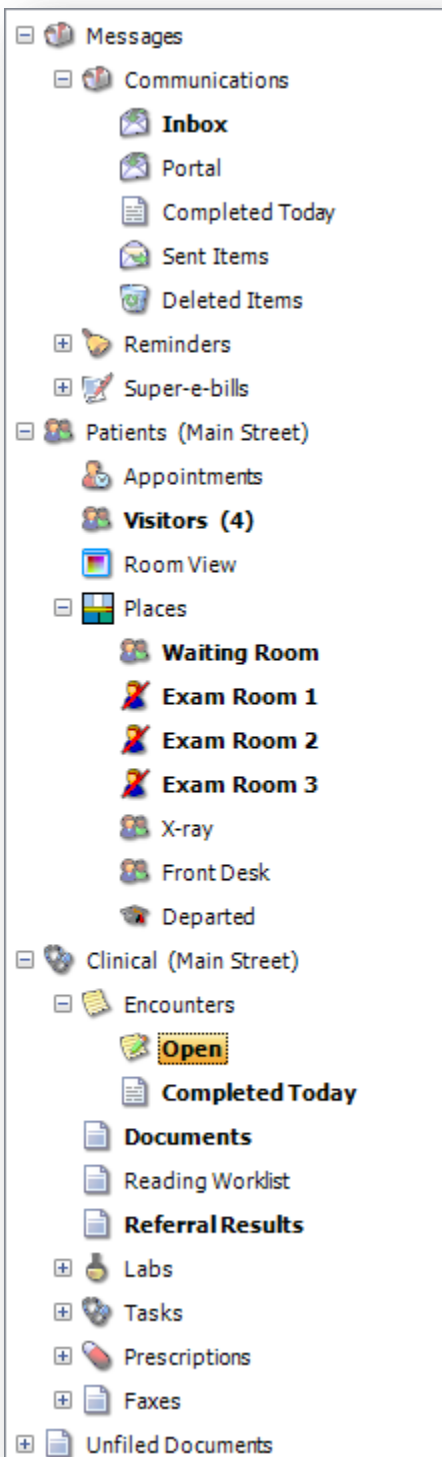 Messages
Communications
Inbox
Portal
Completed Today
Sent Items
Deleted Items
Reminders
Super-e-bills
Patients (Main Street)
Appointments
Visitors (4)
Room View
Places
Waiting Room
Exam Room 1
Exam Room 2
Exam Room 3
X-ray
Front Desk
Departed
Clinical (Main Street)
Encounters
Open
Completed Today
Documents
Reading Worklist
Referral Results
Labs
Tasks
Prescriptions
Faxes
Unfiled Documents